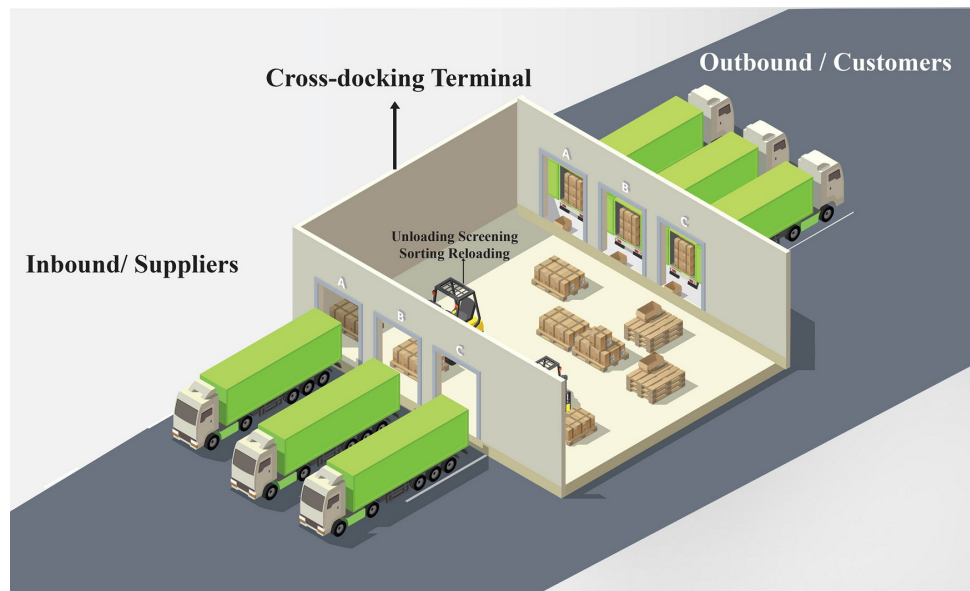 Outbound / Customers
Cross-docking Terminal
A
B
C
Unloading Screening
Sorting Reloading
Inbound/ Suppliers
A
B
C